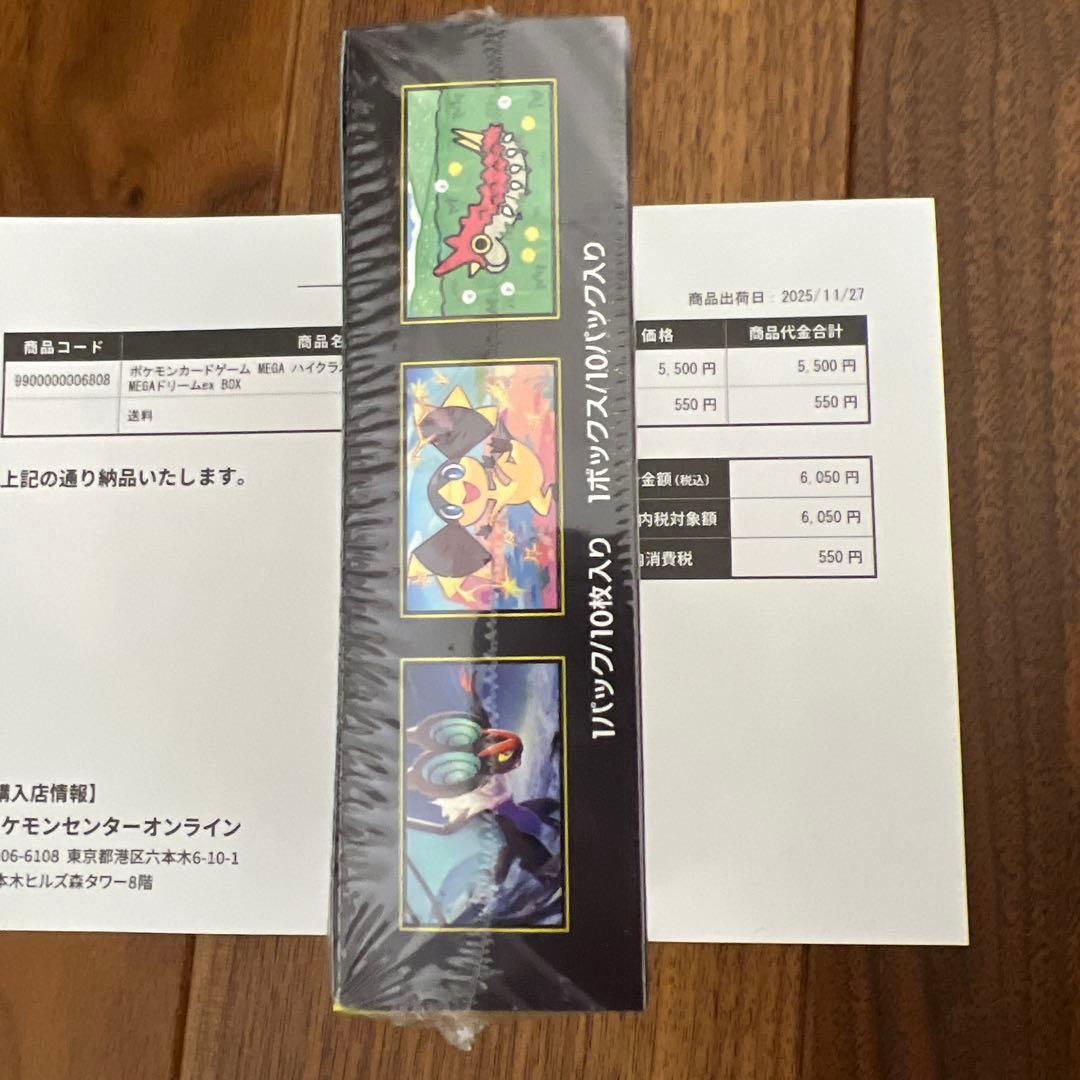 商品出荷日：2025/11/27
商品コード 商品名 価格 商品代金合計
9900000006808 ポケモンカードゲーム MEGA ハイクラ 5,500 円 5,500 円
MEGAドリームex BOX
送料 550 円 550 円
上記の通り納品いたします。
金額(税込) 6,050 円
内税対象額 6,050 円
消費税 550 円
購入店情報】
ケモンセンターオンライン
06-6108 東京都港区六本木6-10-1
本木ヒルズ森タワー8階
1パック/10枚入り 1ボックス/10パック入り